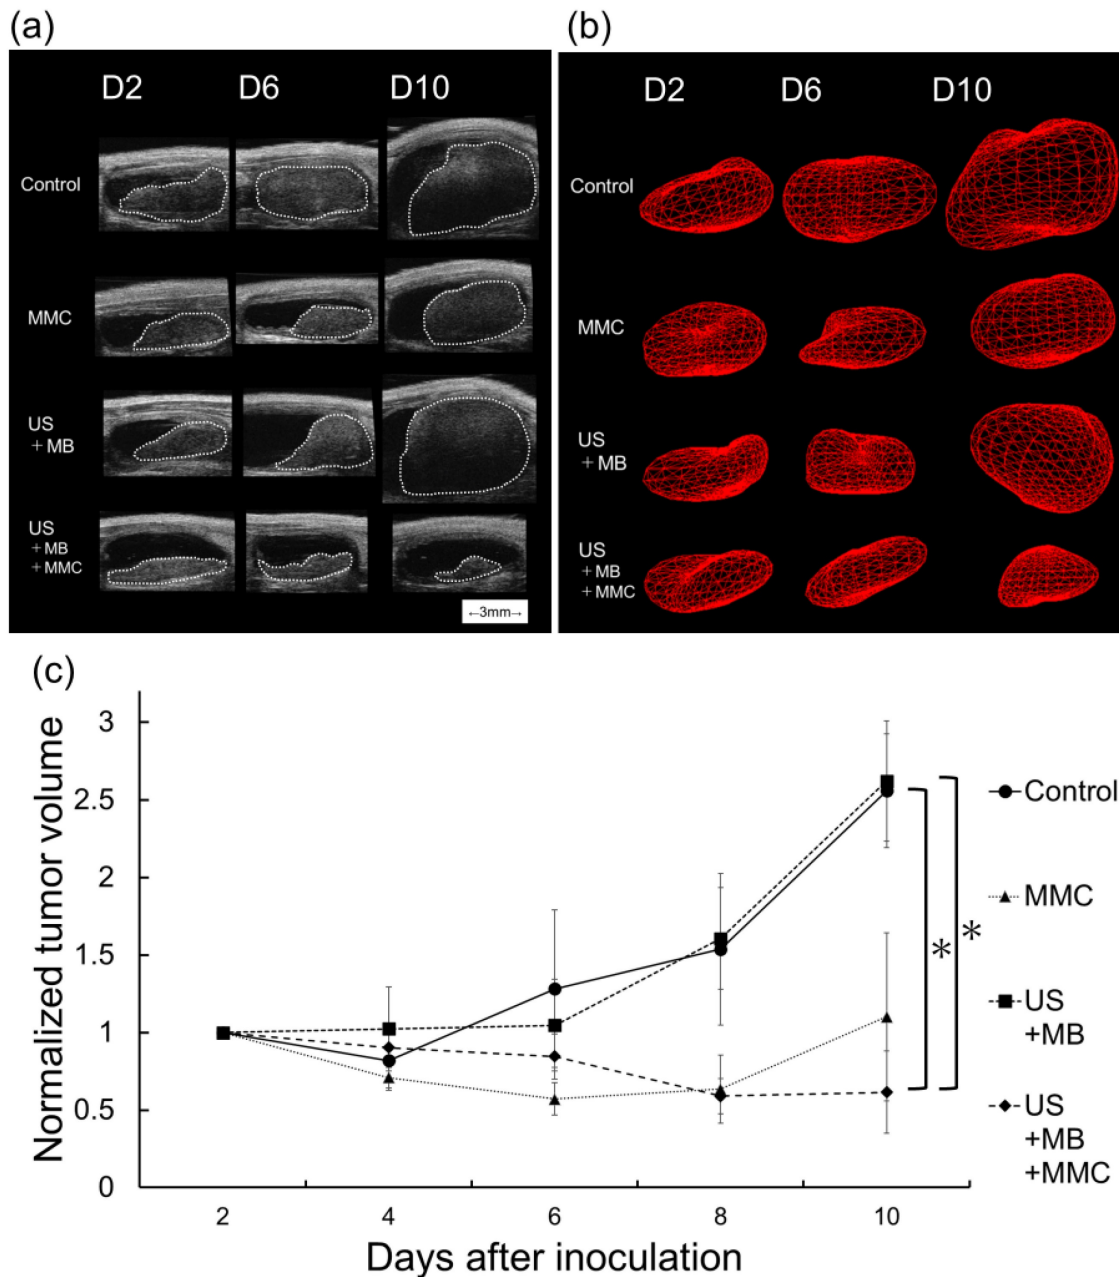 (a)
D2 D6 D10
Control
MMC
US
+MB
US
+MB
+MMC
←3mm→
(b)
D2 D6 D10
Control
MMC
US
+MB
US
+MB
+MMC
(c)
Normalized tumor volume
3
2.5
2
1.5
1
0.5
0
2 4 6 8 10
Days after inoculation
*
*
Control
MMC
US
+MB
US
+MB
+MMC